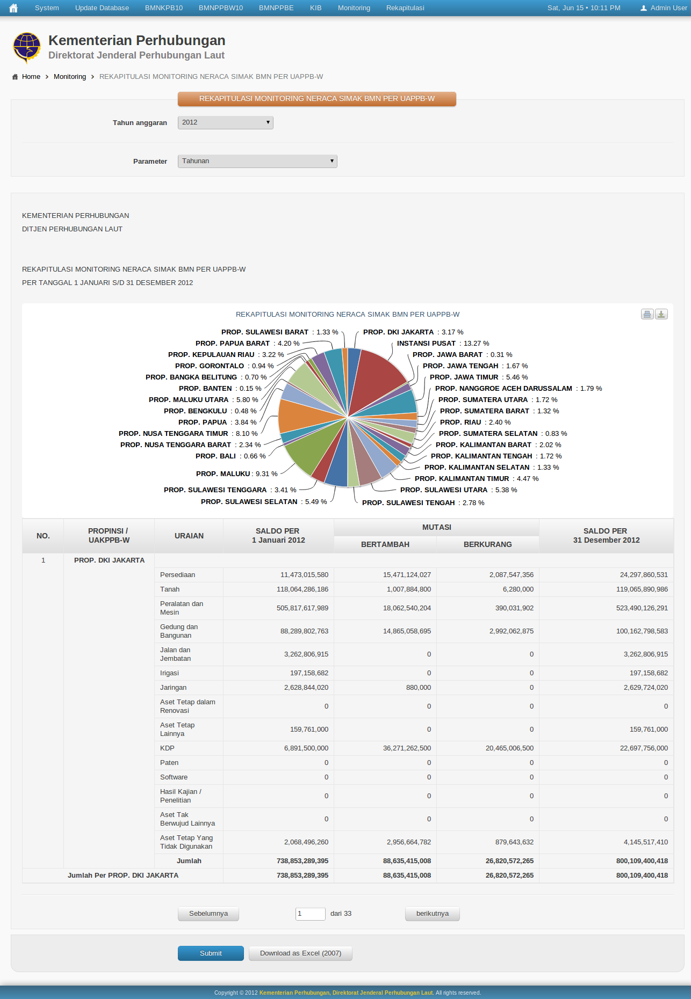 System Update Database BMNKPB10 BMNPPBW10 BMNPPBE KIB Monitoring Rekapitulasi Sat, Jun 15 • 10:11 PM Admin User
Kementerian Perhubungan
Direktorat Jenderal Perhubungan Laut
Home › Monitoring › REKAPITULASI MONITORING NERACA SIMAK BMN PER UAPPB-W
REKAPITULASI MONITORING NERACA SIMAK BMN PER UAPPB-W
Tahun anggaran 2012
Parameter Tahunan
KEMENTERIAN PERHUBUNGAN
DITJEN PERHUBUNGAN LAUT
REKAPITULASI MONITORING NERACA SIMAK BMN PER UAPPB-W
PER TANGGAL 1 JANUARI S/D 31 DESEMBER 2012
REKAPITULASI MONITORING NERACA SIMAK BMN PER UAPPB-W
PROP. SULAWESI BARAT : 1.33 % PROP. DKI JAKARTA : 3.17 %
PROP. PAPUA BARAT : 4.20 % INSTANSI PUSAT : 13.27 %
PROP. KEPULAUAN RIAU : 3.22 % PROP. JAWA BARAT : 0.31 %
PROP. GORONTALO : 0.94 % PROP. JAWA TENGAH : 1.67 %
PROP. BANGKA BELITUNG : 0.70 % PROP. JAWA TIMUR : 5.46 %
PROP. BANTEN : 0.15 % PROP. NANGGROE ACEH DARUSSALAM : 1.79 %
PROP. MALUKU UTARA : 5.80 % PROP. SUMATERA UTARA : 1.72 %
PROP. BENGKULU : 0.48 % PROP. SUMATERA BARAT : 1.32 %
PROP. PAPUA : 3.84 % PROP. RIAU : 2.40 %
PROP. NUSA TENGGARA TIMUR : 8.10 % PROP. SUMATERA SELATAN : 0.83 %
PROP. NUSA TENGGARA BARAT : 2.34 % PROP. KALIMANTAN BARAT : 2.02 %
PROP. BALI : 0.66 % PROP. KALIMANTAN TENGAH : 1.72 %
PROP. KALIMANTAN SELATAN : 1.33 %
PROP. MALUKU : 9.31 % PROP. KALIMANTAN TIMUR : 4.47 %
PROP. SULAWESI TENGGARA : 3.41 % PROP. SULAWESI UTARA : 5.38 %
PROP. SULAWESI SELATAN : 5.49 % PROP. SULAWESI TENGAH : 2.78 %
NO. PROPINSI / UAKPPB-W URAIAN SALDO PER 1 Januari 2012 MUTASI SALDO PER 31 Desember 2012
BERTAMBAH BERKURANG
1 PROP. DKI JAKARTA
Persediaan 11,473,015,580 15,471,124,027 2,087,547,356 24,297,860,531
Tanah 118,064,286,186 1,007,884,800 6,280,000 119,065,890,986
Peralatan dan Mesin 505,817,617,989 18,062,540,204 390,031,902 523,490,126,291
Gedung dan Bangunan 88,289,802,763 14,865,058,695 2,992,062,875 100,162,798,583
Jalan dan Jembatan 3,262,806,915 0 0 3,262,806,915
Irigasi 197,158,682 0 0 197,158,682
Jaringan 2,628,844,020 880,000 0 2,629,724,020
Aset Tetap dalam Renovasi 0 0 0 0
Aset Tetap Lainnya 159,761,000 0 0 159,761,000
KDP 6,891,500,000 36,271,262,500 20,465,006,500 22,697,756,000
Paten 0 0 0 0
Software 0 0 0 0
Hasil Kajian / Penelitian 0 0 0 0
Aset Tak Berwujud Lainnya 0 0 0 0
Aset Tetap Yang Tidak Digunakan 2,068,496,260 2,956,664,782 879,643,632 4,145,517,410
Jumlah 738,853,289,395 88,635,415,008 26,820,572,265 800,109,400,418
Jumlah Per PROP. DKI JAKARTA 738,853,289,395 88,635,415,008 26,820,572,265 800,109,400,418
Sebelumnya 1 dari 33 berikutnya
Submit Download as Excel (2007)
Copyright © 2012 Kementerian Perhubungan, Direktorat Jenderal Perhubungan Laut. All rights reserved.